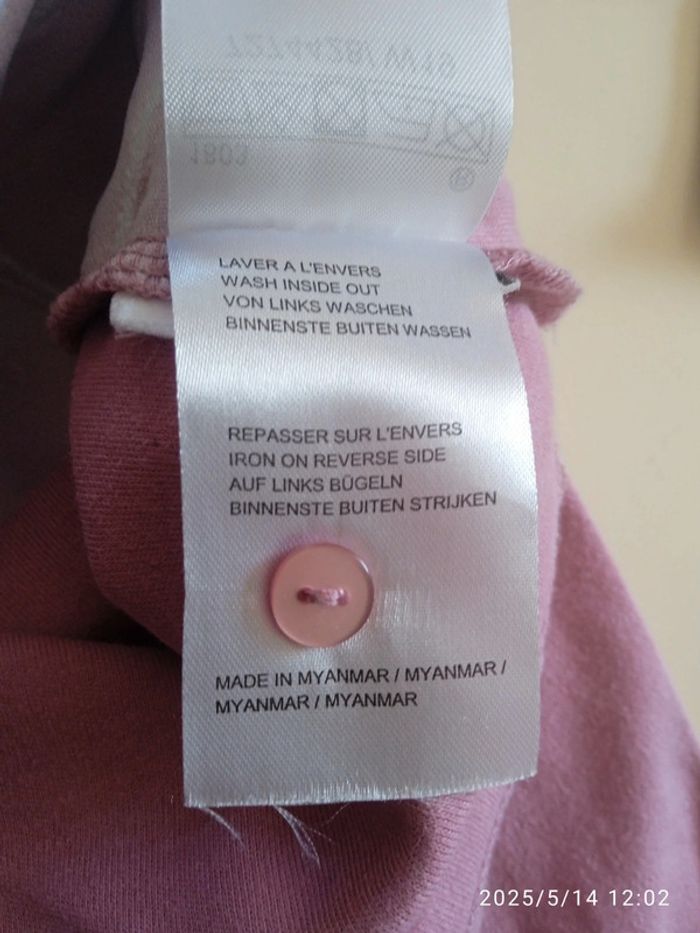 1803
LAVER A L'ENVERS
WASH INSIDE OUT
VON LINKS WASCHEN
BINNENSTE BUITEN WASSEN
REPASSER SUR L'ENVERS
IRON ON REVERSE SIDE
AUF LINKS BÜGELN
BINNENSTE BUITEN STRIJKEN
MADE IN MYANMAR / MYANMAR /
MYANMAR / MYANMAR
2025/5/14 12:02